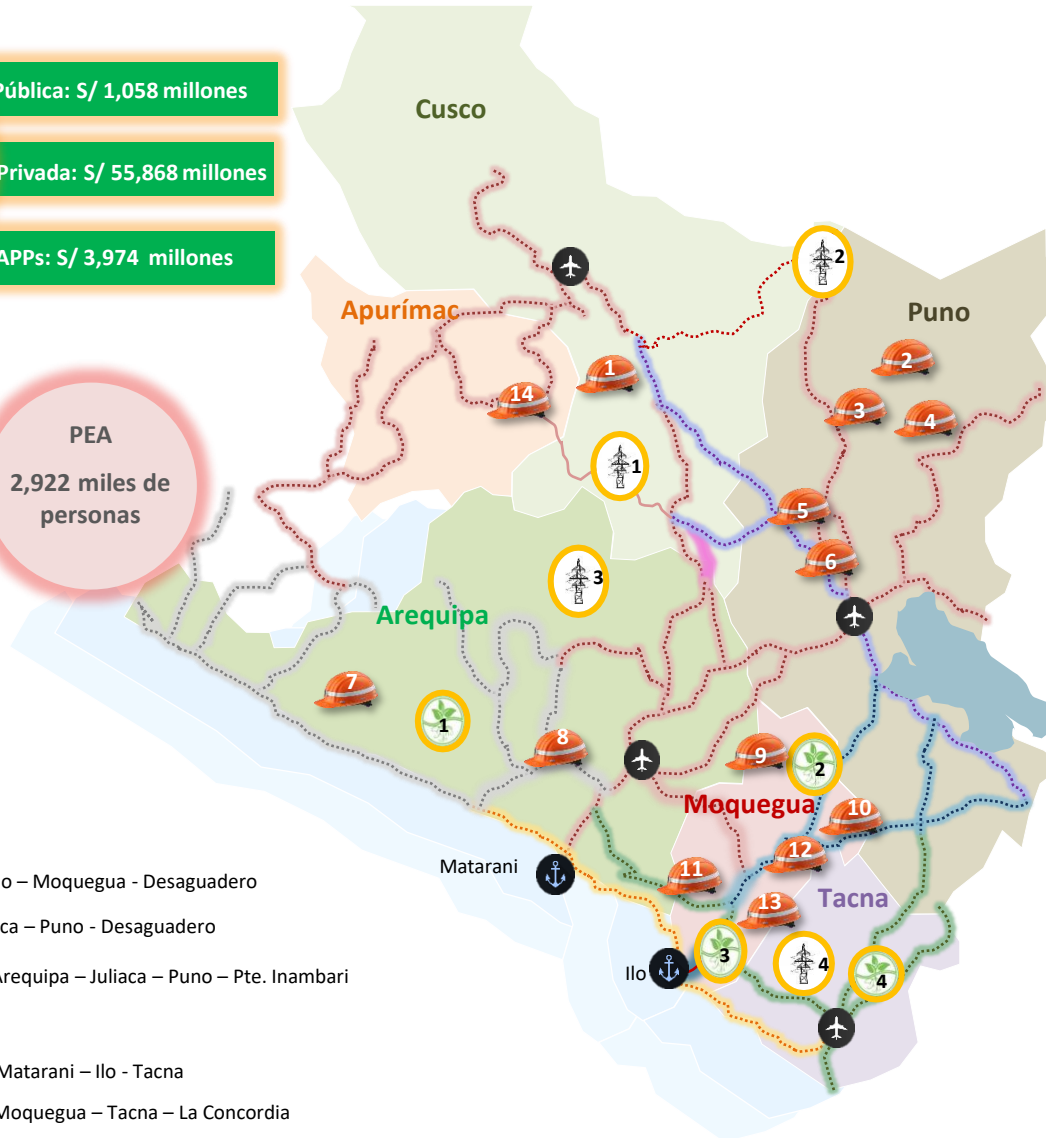 Pública: S/ 1,058 millones
Privada: S/ 55,868 millones
APPs: S/ 3,974 millones
Cusco
2
Apurímac
Puno
1
2
14
3
4
PEA
2,922 miles de
personas
1
5
6
3
Arequipa
7
1
8
9
2
Moquegua
10
12
Matarani
11
Tacna
13
o – Moquegua - Desaguadero
ca – Puno - Desaguadero
3
4
4
Ilo
Arequipa – Juliaca – Puno – Pte. Inambari
Matarani – Ilo - Tacna
Moquegua – Tacna – La Concordia